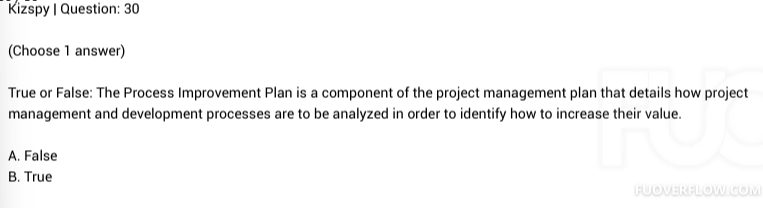 Kizspy | Question: 30
(Choose 1 answer)
True or False: The Process Improvement Plan is a component of the project management plan that details how project
management and development processes are to be analyzed in order to identify how to increase their value.
A. False
B. True
FUOVERFLOW.COM